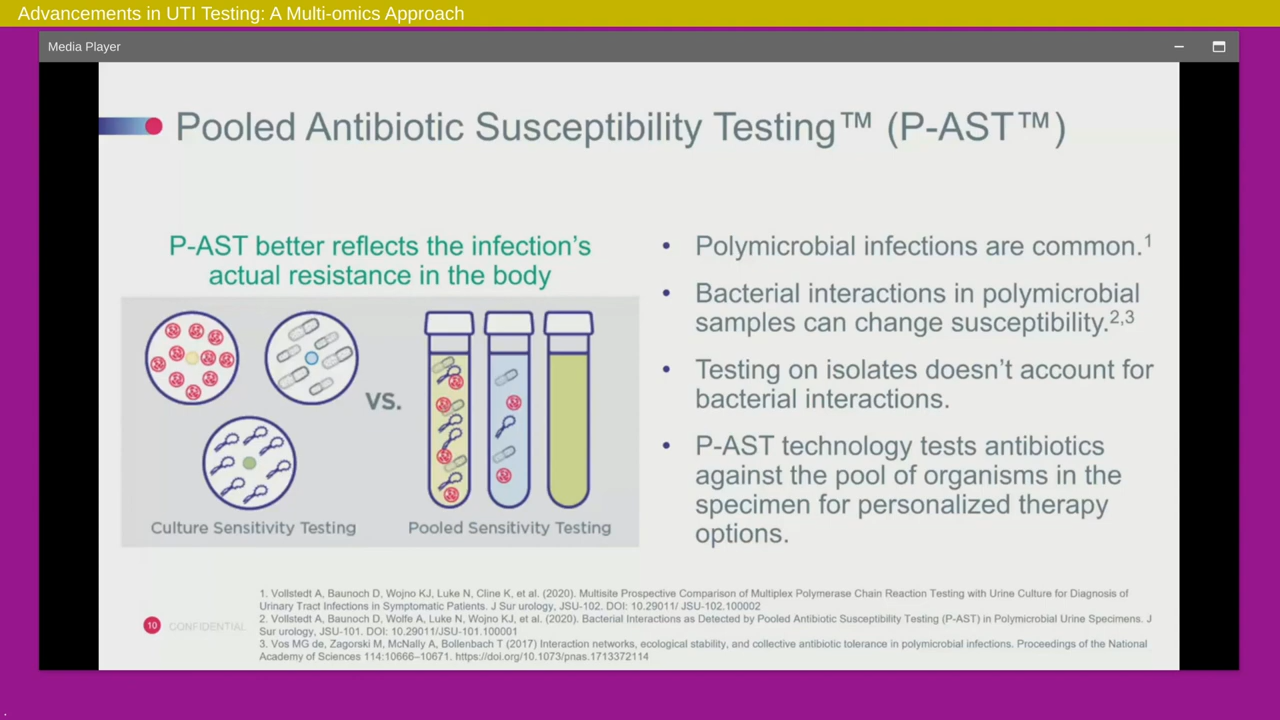 Advancements in UTI Testing: A Multi-omics Approach
Media Player
Pooled Antibiotic Susceptibility Testing™ (P-AST™)
P-AST better reflects the infection's
actual resistance in the body
VS.
Culture Sensitivity Testing
Pooled Sensitivity Testing
• Polymicrobial infections are common.1
• Bacterial interactions in polymicrobial
samples can change susceptibility.2,3
• Testing on isolates doesn't account for
bacterial interactions.
• P-AST technology tests antibiotics
against the pool of organisms in the
specimen for personalized therapy
options.
1. Vollstedt A, Baunoch D, Wojno KJ, Luke N, Cline K, et al. (2020). Multisite Prospective Comparison of Multiplex Polymerase Chain Reaction Testing with Urine Culture for Diagnosis of
Urinary Tract Infections in Symptomatic Patients. J Sur urology, JSU-102. DOI: 10.29011/ JSU-102.100002
2. Vollstedt A, Baunoch D, Wolfe A, Luke N, Wojno KJ, et al. (2020). Bacterial Interactions as Detected by Pooled Antibiotic Susceptibility Testing (P-AST) in Polymicrobial Urine Specimens. J
Sur urology, JSU-101. DOI: 10.29011/JSU-101.100001
3. Vos MG de, Zagorski M, McNally A, Bollenbach T (2017) Interaction networks, ecological stability, and collective antibiotic tolerance in polymicrobial infections. Proceedings of the National
Academy of Sciences 114:10666–10671. https://doi.org/10.1073/pnas.1713372114
10 CONFIDENTIAL
.